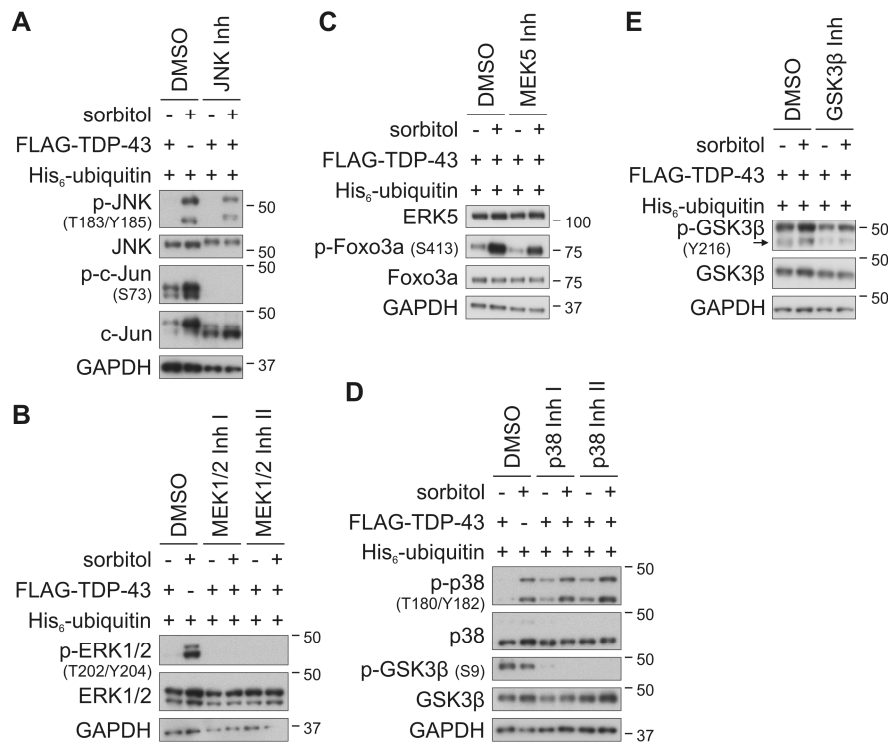 A
DMSO
JNK Inh
sorbitol - + - +
FLAG-TDP-43 + - + +
His6-ubiquitin + + + +
p-JNK
(T183/Y185)
50
JNK
50
p-c-Jun
(S73)
50
c-Jun
50
GAPDH
37
B
DMSO
MEK1/2 Inh I
MEK1/2 Inh II
sorbitol - + - + - +
FLAG-TDP-43 + - + + + +
His6-ubiquitin + + + + + +
p-ERK1/2
(T202/Y204)
50
ERK1/2
50
GAPDH
37
C
DMSO
MEK5 Inh
sorbitol - + - +
FLAG-TDP-43 + + + +
His6-ubiquitin + + + +
ERK5
100
p-Foxo3a (S413)
75
Foxo3a
75
GAPDH
37
D
DMSO
p38 Inh I
p38 Inh II
sorbitol - + - + - +
FLAG-TDP-43 + - + + + +
His6-ubiquitin + + + + + +
p-p38
(T180/Y182)
50
p38
50
p-GSK3β (S9)
50
GSK3β
50
GAPDH
37
E
DMSO
GSK3β Inh
sorbitol - + - +
FLAG-TDP-43 + + + +
His6-ubiquitin + + + +
p-GSK3β
(Y216)
50
GSK3β
50
GAPDH
50